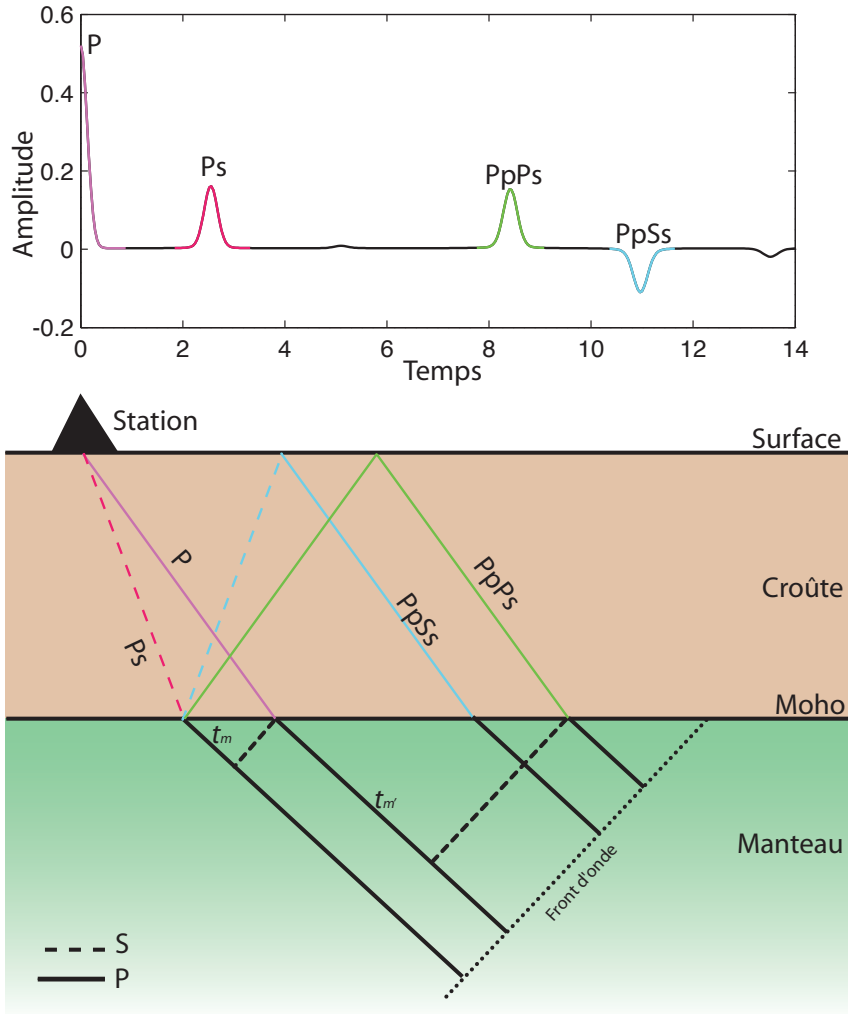 0.6
P
0.4
Amplitude
Ps
PpPs
0.2
PpSs
0
-0.2
0 2 4 6 8 10 12 14
Temps
Station
Surface
P
PpPs
Croûte
PpSs
Ps
Moho
tm
tm'
Manteau
Front d'onde
S
P